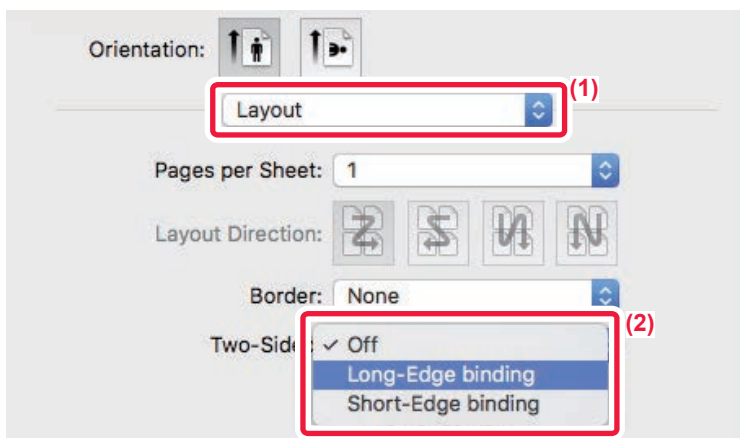 Orientation:
(1)
Layout
Pages per Sheet: 1
Layout Direction:
Border: None
(2)
Two-Side : ✓ Off
Long-Edge binding
Short-Edge binding